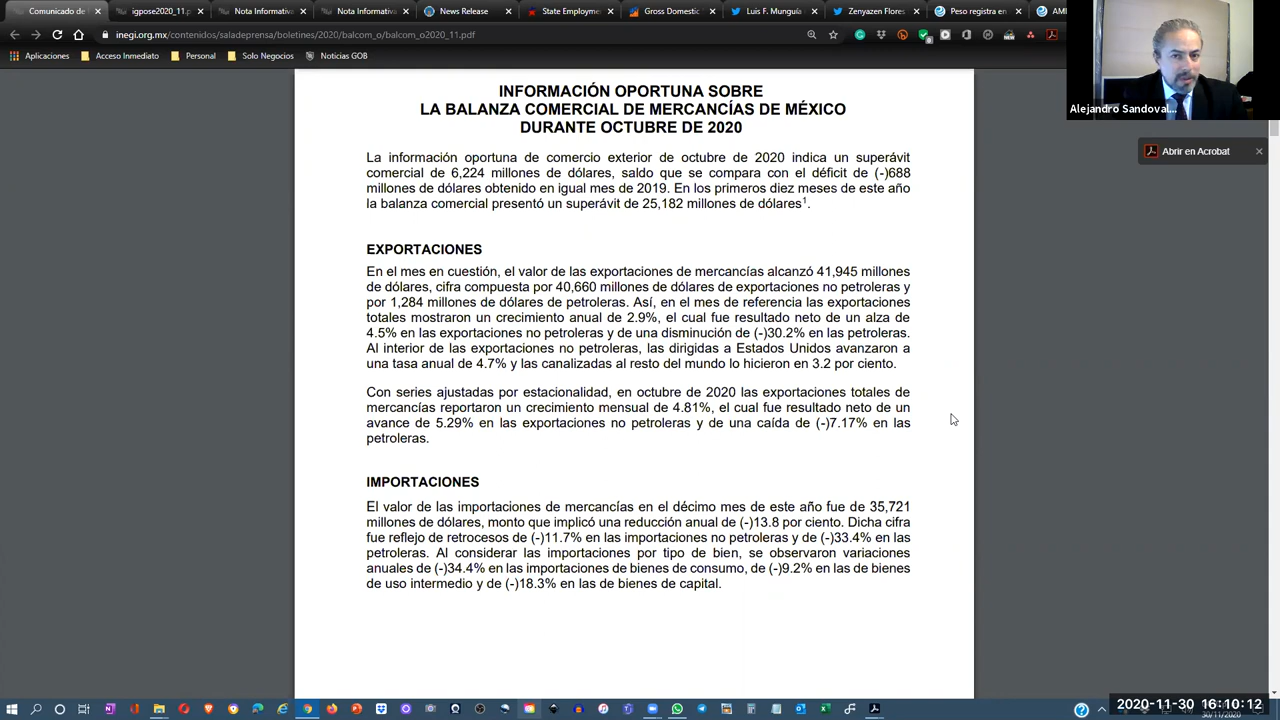 Comunicado de
igpose2020_11.p
Nota Informativ
Nota Informativ
News Release
State Employm
Gross Domestic
Luis F. Munguía
Zenyazen Flores
Peso registra en
AMI
inegi.org.mx/contenidos/saladeprensa/boletines/2020/balcom_o/balcom_o2020_11.pdf
Aplicaciones
Acceso Inmediato
Personal
Solo Negocios
Noticias GOB
Alejandro Sandoval...
Abrir en Acrobat
INFORMACIÓN OPORTUNA SOBRE
LA BALANZA COMERCIAL DE MERCANCÍAS DE MÉXICO
DURANTE OCTUBRE DE 2020
La información oportuna de comercio exterior de octubre de 2020 indica un superávit
comercial de 6,224 millones de dólares, saldo que se compara con el déficit de (-)688
millones de dólares obtenido en igual mes de 2019. En los primeros diez meses de este año
la balanza comercial presentó un superávit de 25,182 millones de dólares¹.
EXPORTACIONES
En el mes en cuestión, el valor de las exportaciones de mercancías alcanzó 41,945 millones
de dólares, cifra compuesta por 40,660 millones de dólares de exportaciones no petroleras y
por 1,284 millones de dólares de petroleras. Así, en el mes de referencia las exportaciones
totales mostraron un crecimiento anual de 2.9%, el cual fue resultado neto de un alza de
4.5% en las exportaciones no petroleras y de una disminución de (-)30.2% en las petroleras.
Al interior de las exportaciones no petroleras, las dirigidas a Estados Unidos avanzaron a
una tasa anual de 4.7% y las canalizadas al resto del mundo lo hicieron en 3.2 por ciento.
Con series ajustadas por estacionalidad, en octubre de 2020 las exportaciones totales de
mercancías reportaron un crecimiento mensual de 4.81%, el cual fue resultado neto de un
avance de 5.29% en las exportaciones no petroleras y de una caída de (-)7.17% en las
petroleras.
IMPORTACIONES
El valor de las importaciones de mercancías en el décimo mes de este año fue de 35,721
millones de dólares, monto que implicó una reducción anual de (-)13.8 por ciento. Dicha cifra
fue reflejo de retrocesos de (-)11.7% en las importaciones no petroleras y de (-)33.4% en las
petroleras. Al considerar las importaciones por tipo de bien, se observaron variaciones
anuales de (-)34.4% en las importaciones de bienes de consumo, de (-)9.2% en las de bienes
de uso intermedio y de (-)18.3% en las de bienes de capital.
2020-11-30 16:10:12
30/11/2020